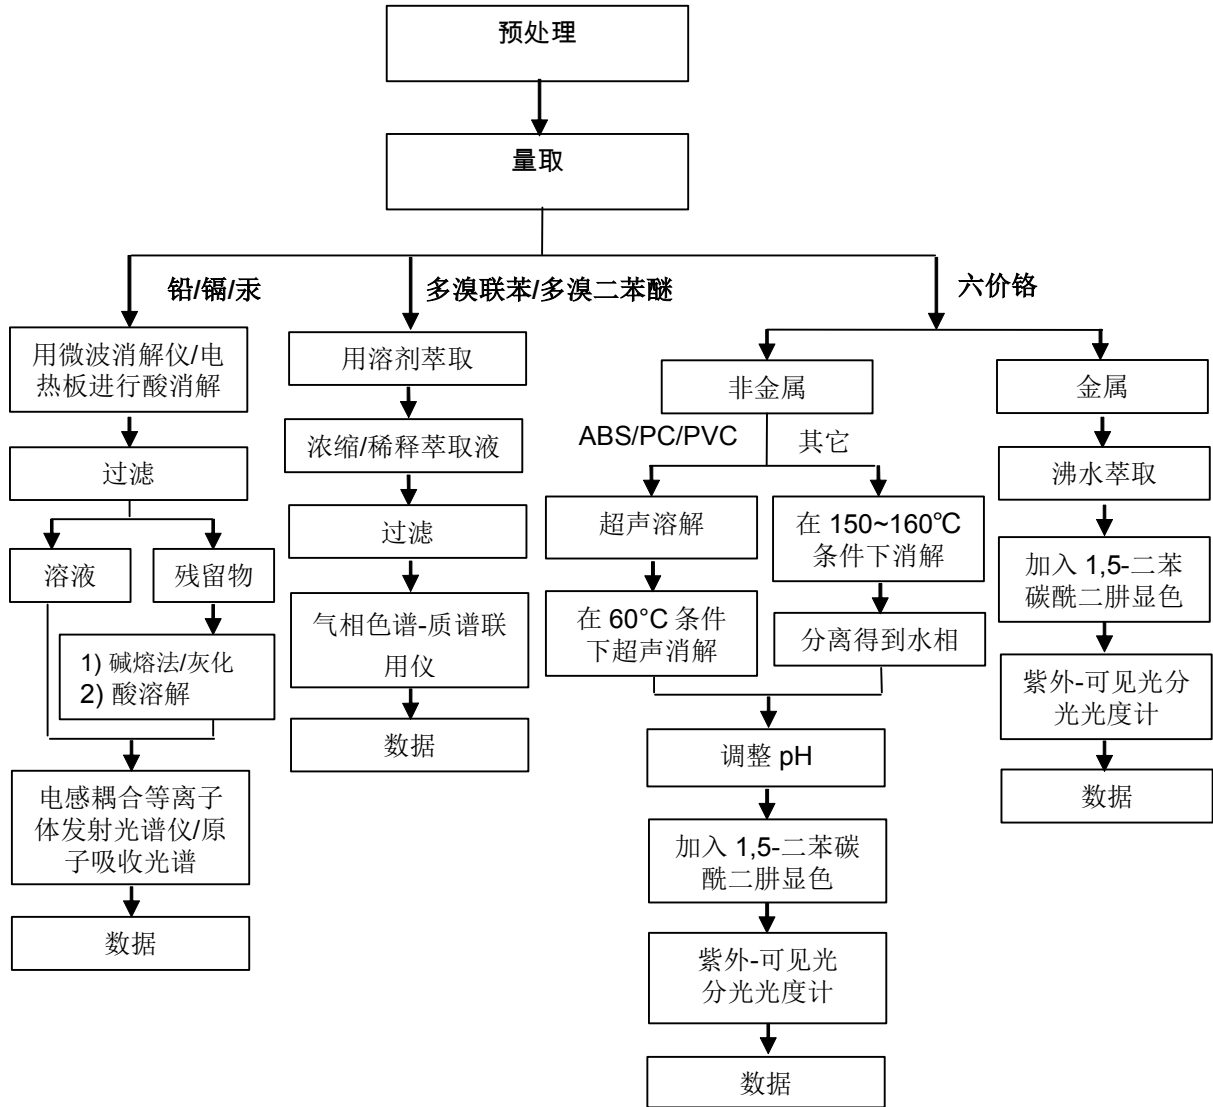 预处理
量取
铅/镉/汞
多溴联苯/多溴二苯醚
六价铬
用微波消解仪/电
热板进行酸消解
过滤
溶液
残留物
1) 碱熔法/灰化
2) 酸溶解
电感耦合等离子
体发射光谱仪/原
子吸收光谱
数据
用溶剂萃取
浓缩/稀释萃取液
过滤
气相色谱-质谱联
用仪
数据
非金属
ABS/PC/PVC
其它
超声溶解
在 60°C 条件
下超声消解
在 150~160℃
条件下消解
分离得到水相
调整 pH
加入 1,5-二苯碳
酰二肼显色
紫外-可见光
分光光度计
数据
金属
沸水萃取
加入 1,5-二苯
碳酰二肼显色
紫外-可见光分
光光度计
数据